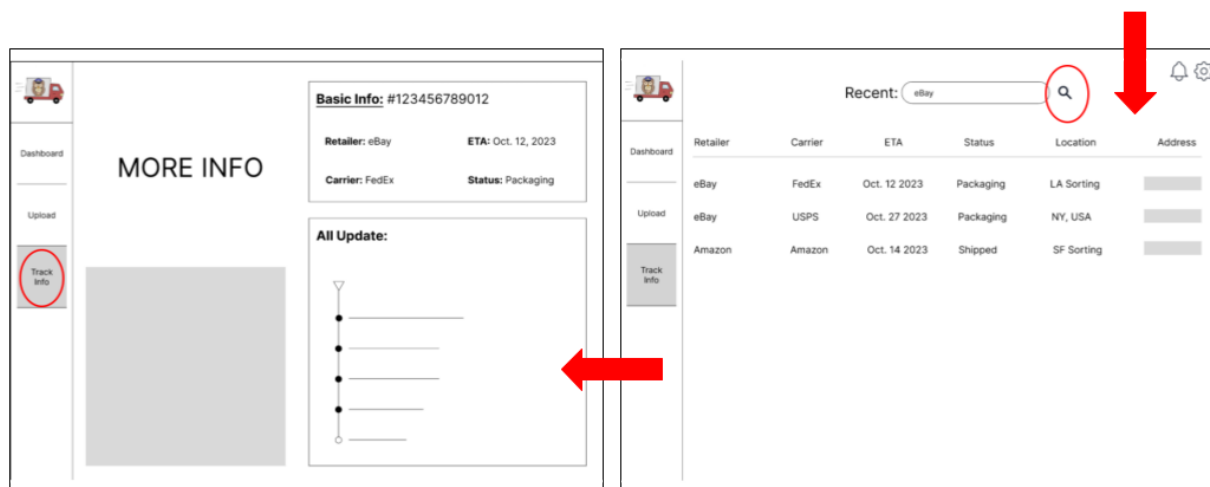 Dashboard
Upload
Track
Info
MORE INFO
Basic Info: #123456789012
Retailer: eBay ETA: Oct. 12, 2023
Carrier: FedEx Status: Packaging
All Update:
Recent: eBay
Dashboard
Upload
Track
Info
Retailer Carrier ETA Status Location Address
eBay FedEx Oct. 12 2023 Packaging LA Sorting
eBay USPS Oct. 27 2023 Packaging NY, USA
Amazon Amazon Oct. 14 2023 Shipped SF Sorting